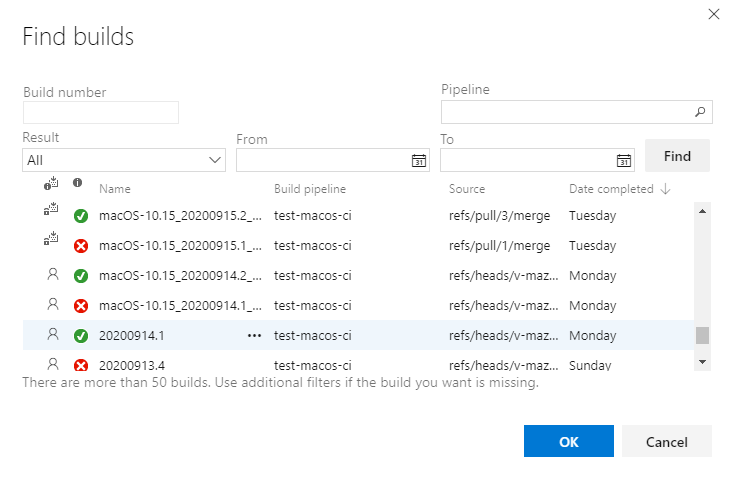 Find builds
Build number
Pipeline
Result From To
All 31 31 Find
Name Build pipeline Source Date completed
macOS-10.15_20200915.2_... test-macos-ci refs/pull/3/merge Tuesday
macOS-10.15_20200915.1_... test-macos-ci refs/pull/1/merge Tuesday
macOS-10.15_20200914.2_... test-macos-ci refs/heads/v-maz... Monday
macOS-10.15_20200914.1_... test-macos-ci refs/heads/v-maz... Monday
20200914.1 ... test-macos-ci refs/heads/v-maz... Monday
20200913.4 test-macos-ci refs/heads/v-maz... Sunday
There are more than 50 builds. Use additional filters if the build you want is missing.
OK Cancel